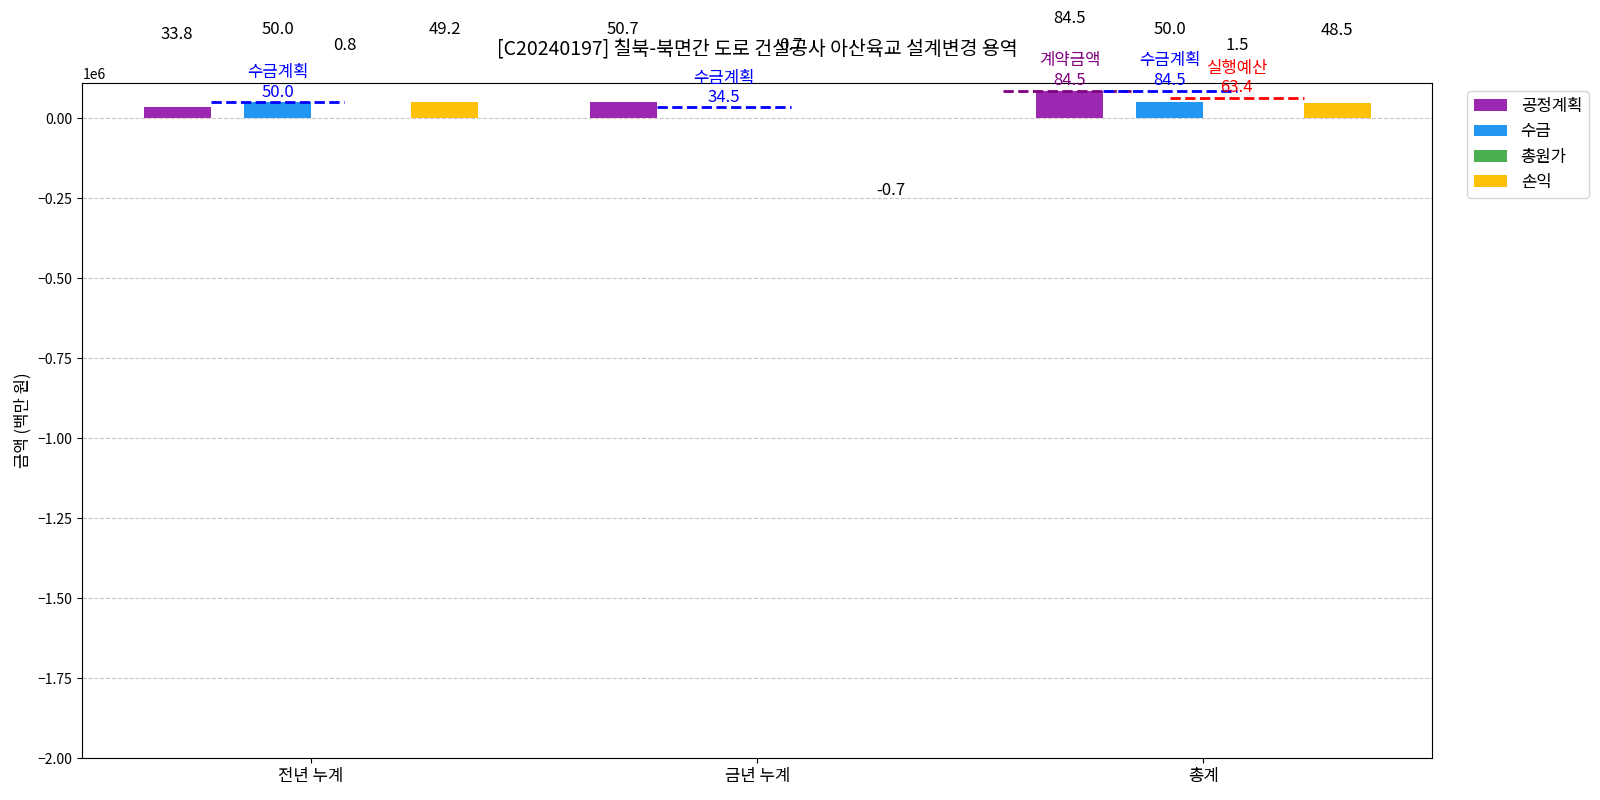 84.5
33.8
50.0
49.2
50.7
50.0
48.5
0.8
0.7
1.5
[C20240197] 칠북-북면간 도로 건설공사 아산육교 설계변경 용역
1e6
수금계획
50.0
수금계획
34.5
계약금액
84.5
수금계획
84.5
실행예산
63.4
-0.7
공정계획
수금
총원가
손익
금액 (백만 원)
0.00
−0.25
−0.50
−0.75
−1.00
−1.25
−1.50
−1.75
−2.00
전년 누계
금년 누계
총계